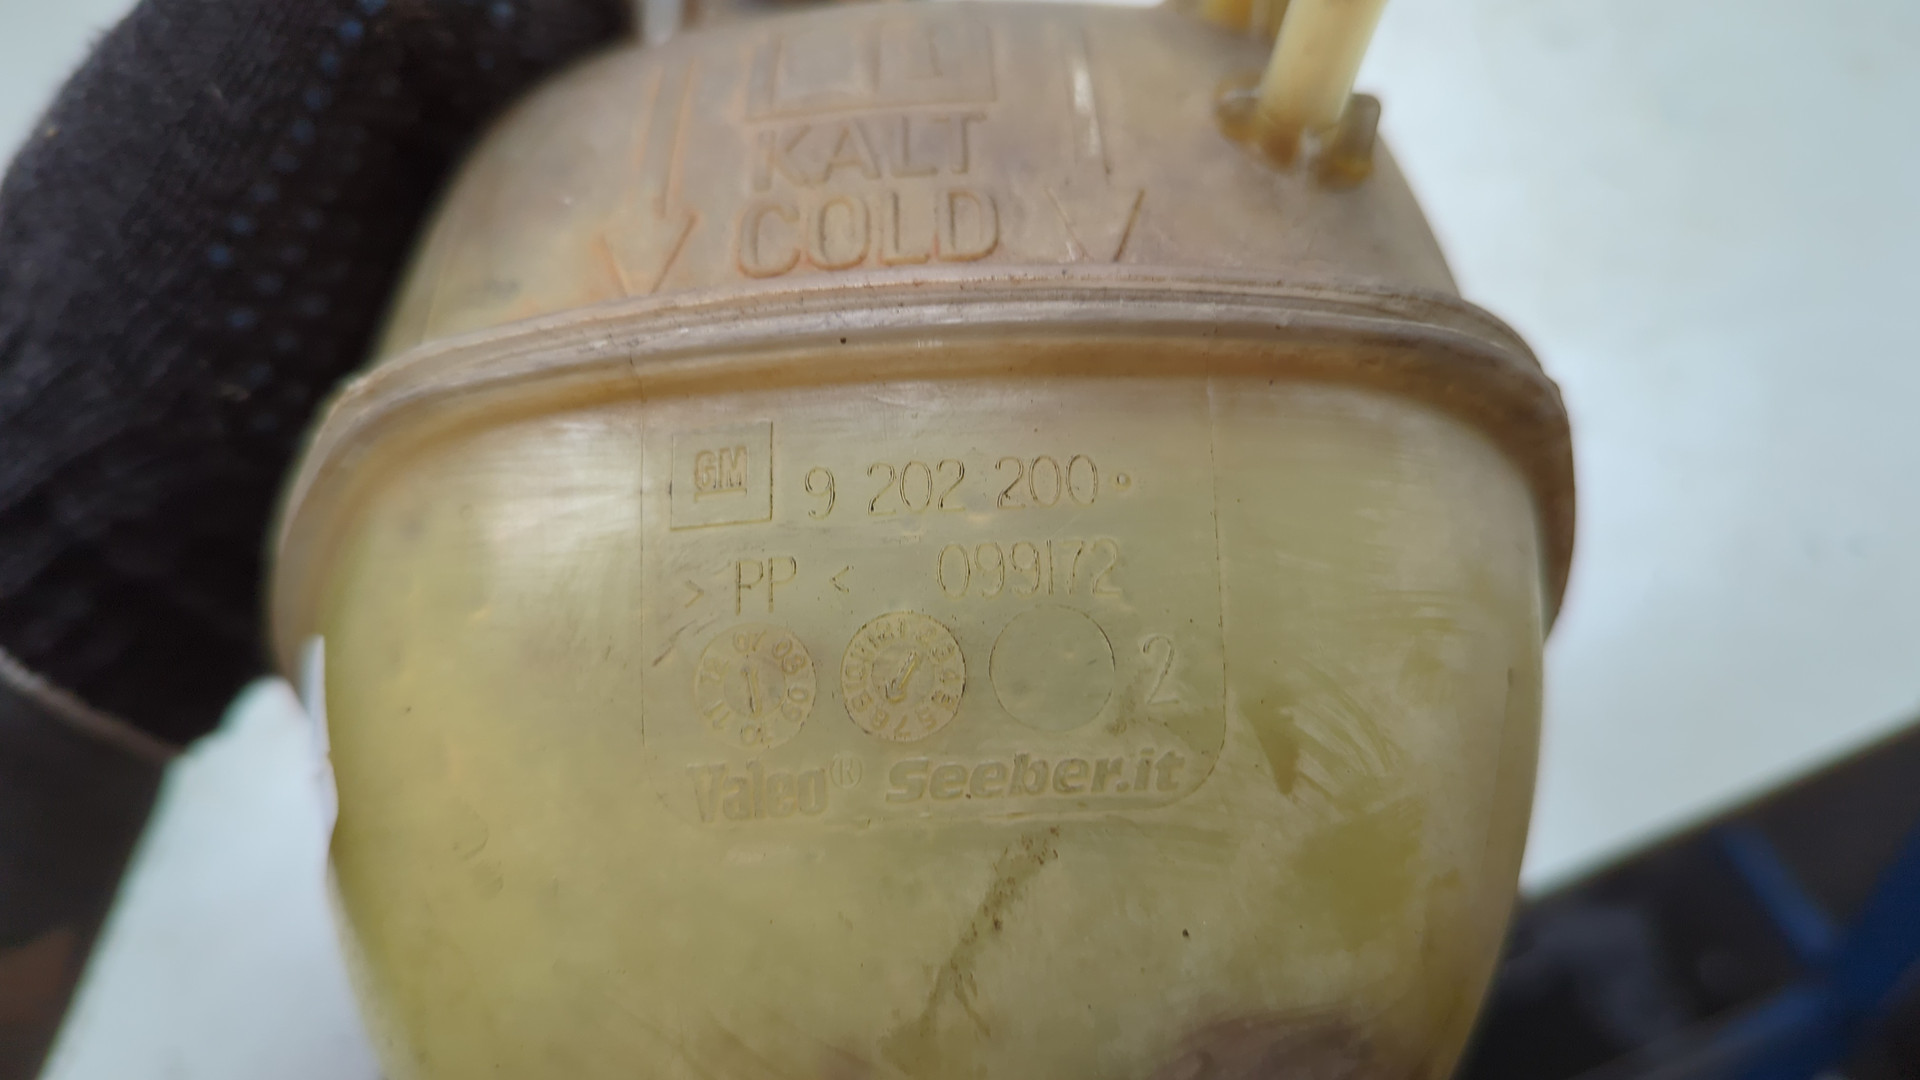 KALT
COLD
GM 9 202 200
> PP < 099172
2
Valeo® Seeber.it